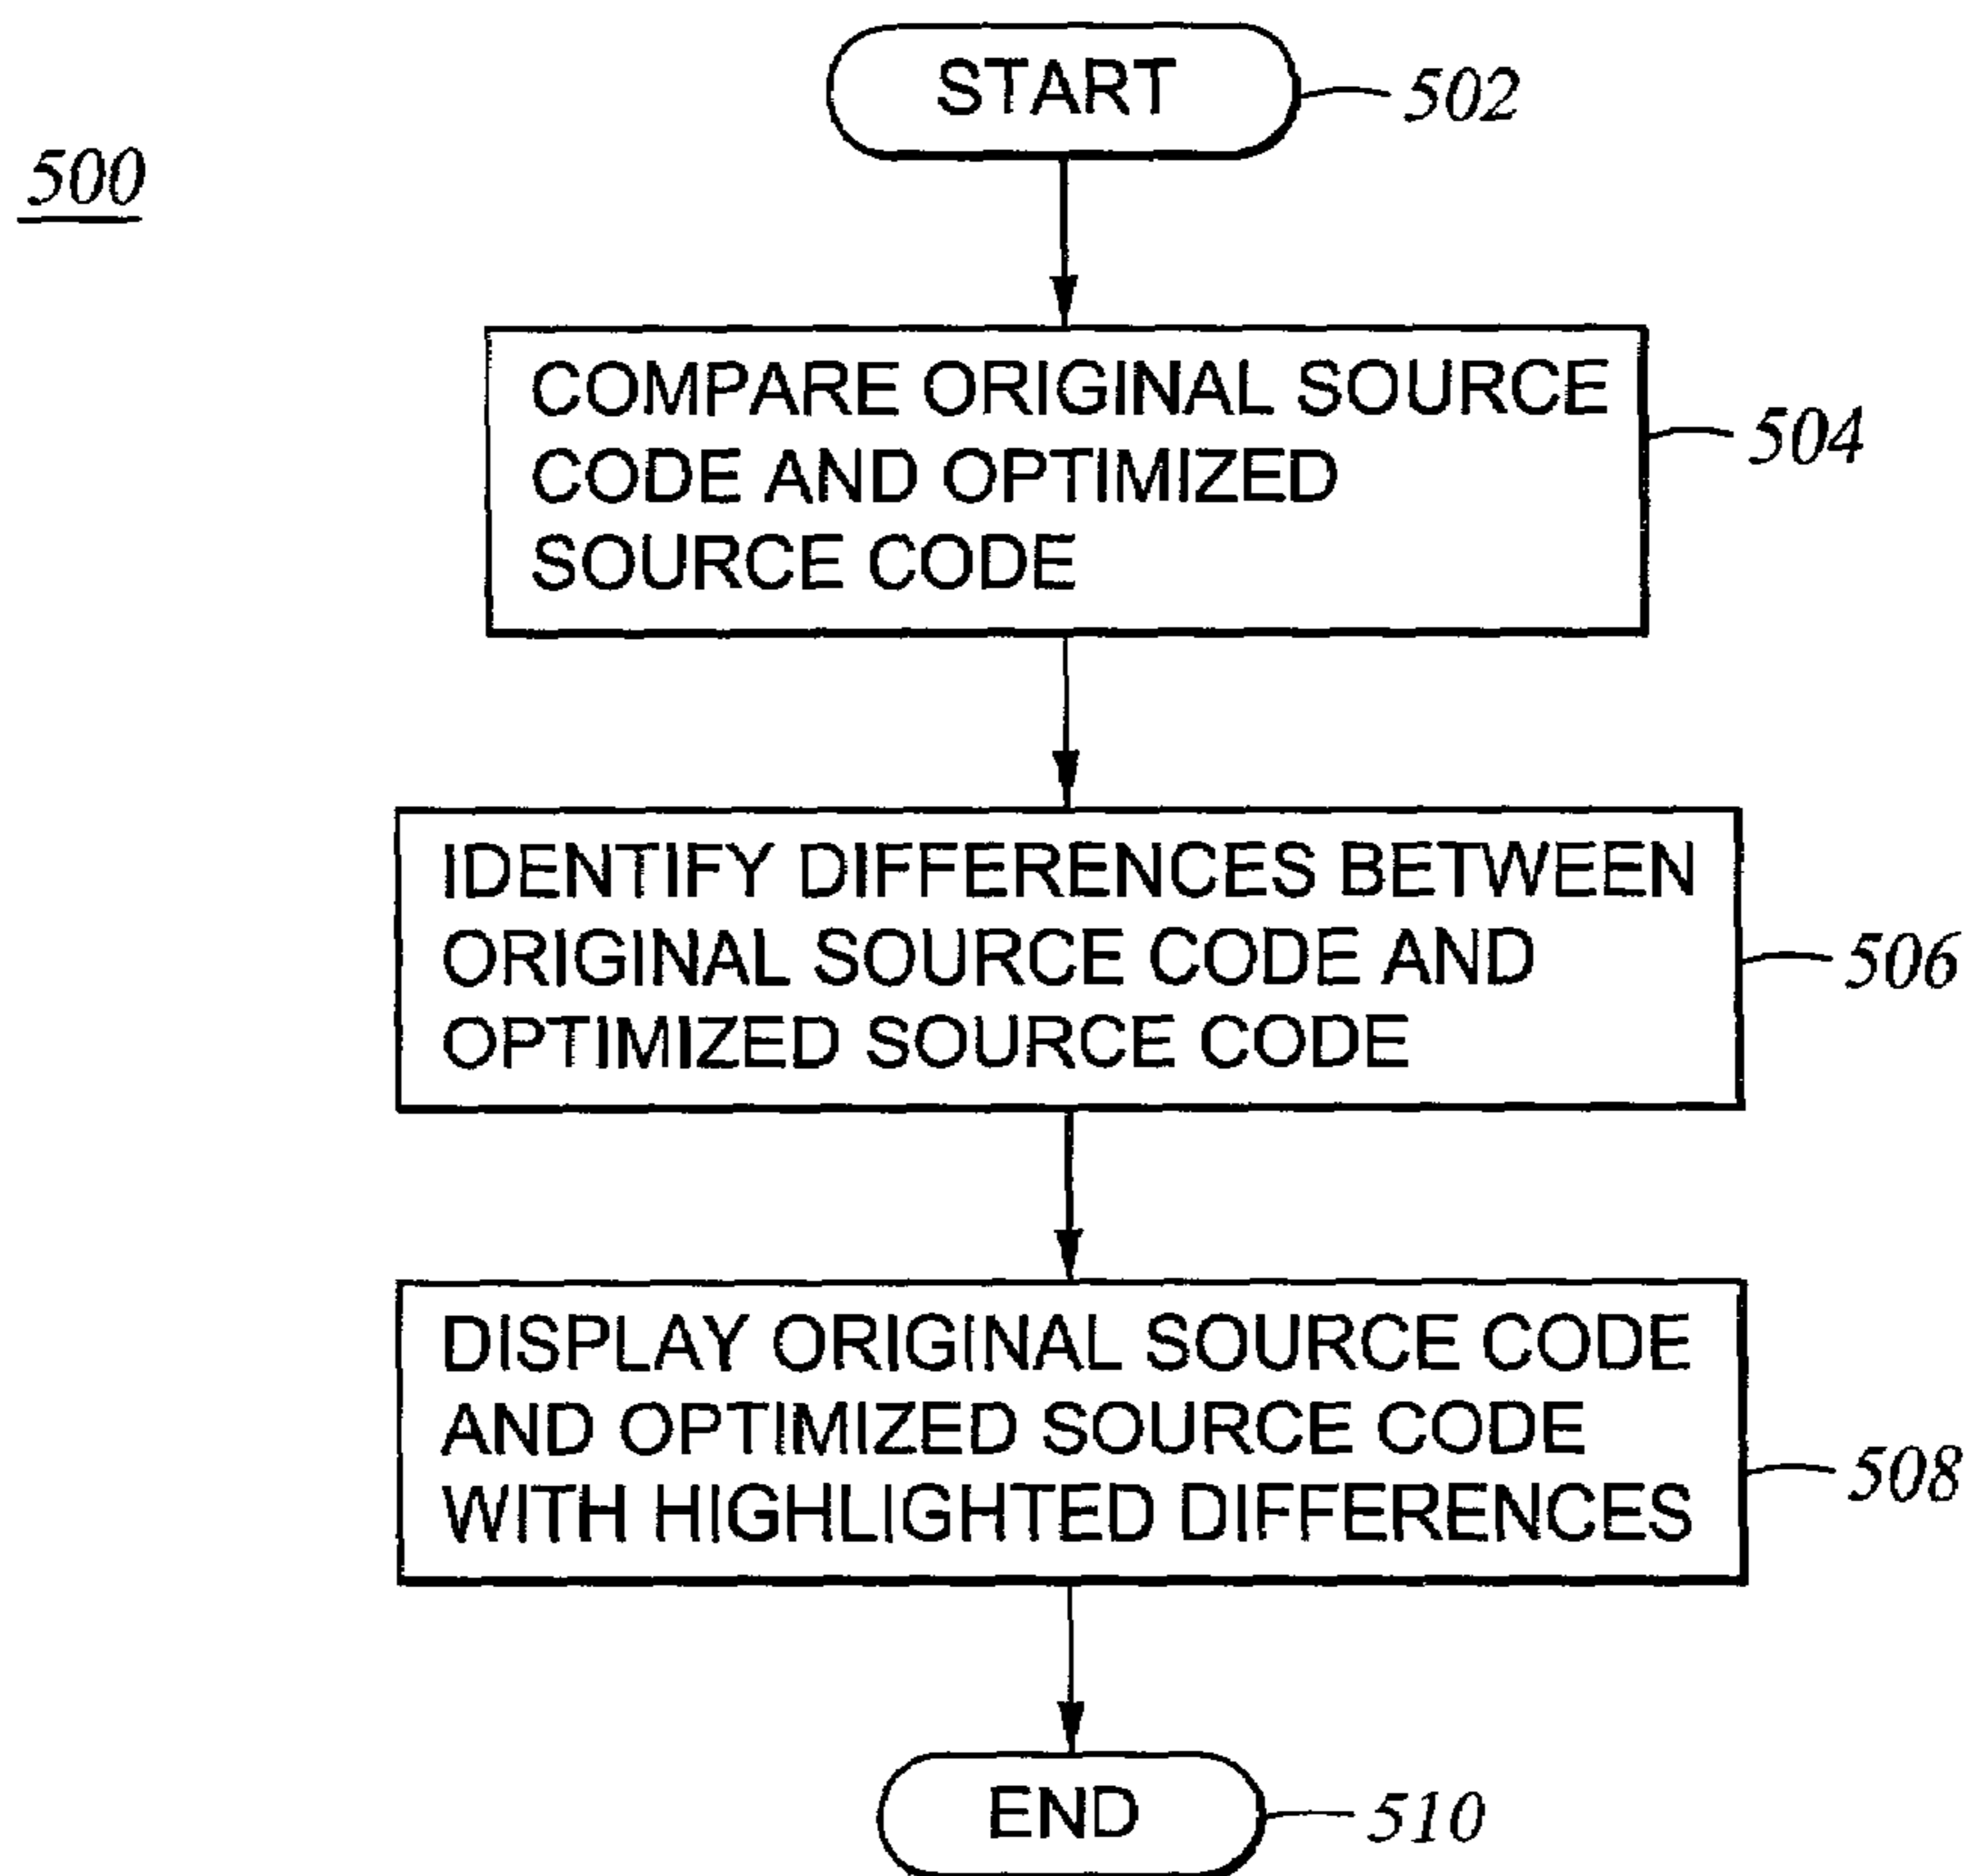 START
502
500
COMPARE ORIGINAL SOURCE
CODE AND OPTIMIZED
SOURCE CODE
504
IDENTIFY DIFFERENCES BETWEEN
ORIGINAL SOURCE CODE AND
OPTIMIZED SOURCE CODE
506
DISPLAY ORIGINAL SOURCE CODE
AND OPTIMIZED SOURCE CODE
WITH HIGHLIGHTED DIFFERENCES
508
END
510